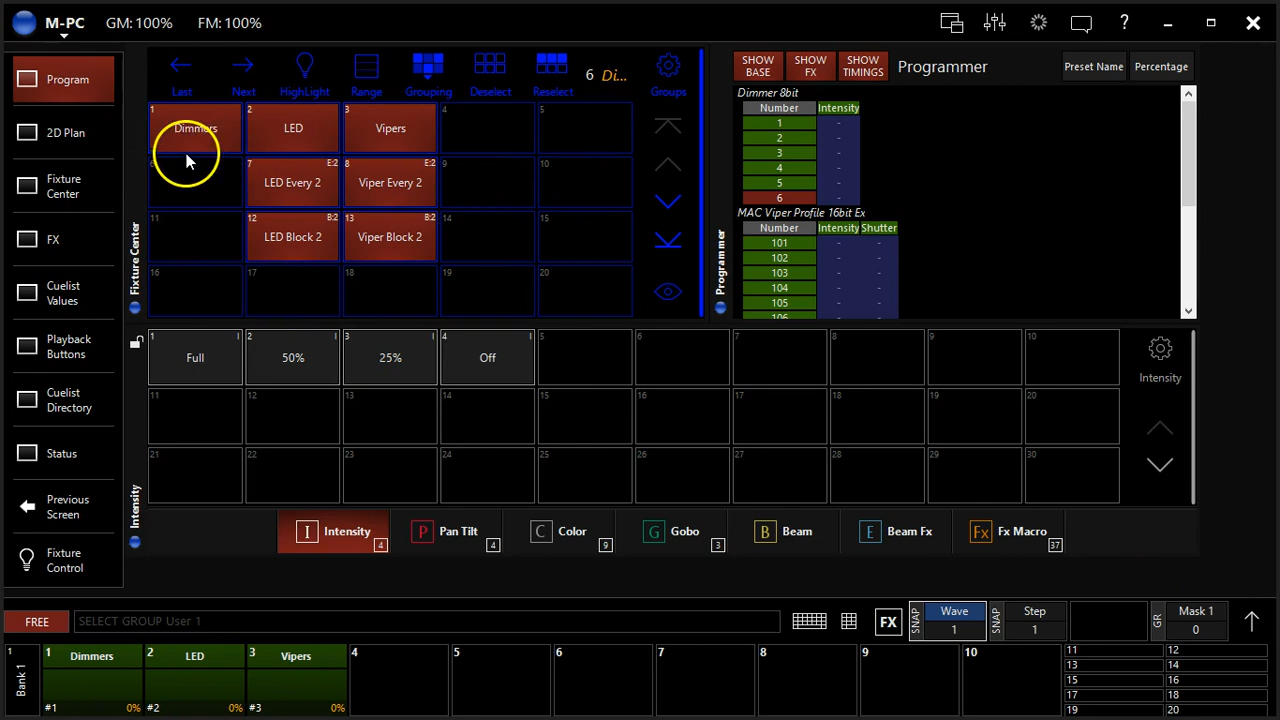 M-PC
GM: 100%
FM: 100%
?
Program
2D Plan
Fixture
Center
FX
Cuelist
Values
Playback
Buttons
Cuelist
Directory
Status
Previous
Screen
Fixture
Control
Last
Next
HighLight
Range
Grouping
Deselect
Reselect
6 Di...
Groups
Fixture Center
1
Dimmers
2
LED
3
Vipers
4
5
6
7
E:2
LED Every 2
8
E:2
Viper Every 2
9
10
11
12
B:2
LED Block 2
13
B:2
Viper Block 2
14
15
16
17
18
19
20
SHOW
BASE
SHOW
FX
SHOW
TIMINGS
Programmer
Preset Name
Percentage
Programmer
Dimmer 8bit
Number Intensity
1 -
2 -
3 -
4 -
5 -
6 -
MAC Viper Profile 16bit Ex
Number Intensity Shutter
101 - -
102 - -
103 - -
104 - -
105 - -
106 - -
Intensity
1 I
Full
2 I
50%
3 I
25%
4 I
Off
5
6
7
8
9
10
11
12
13
14
15
16
17
18
19
20
21
22
23
24
25
26
27
28
29
30
Intensity
I Intensity 4
P Pan Tilt 4
C Color 9
G Gobo 3
B Beam
E Beam Fx
Fx Fx Macro 37
FREE
SELECT GROUP User 1
FX
SNAP
Wave
1
SNAP
Step
1
GR
Mask 1
0
1
Bank 1
1 Dimmers
#1 0%
2 LED
#2 0%
3 Vipers
#3 0%
4
5
6
7
8
9
10
11 12
13 14
15 16
17 18
19 20